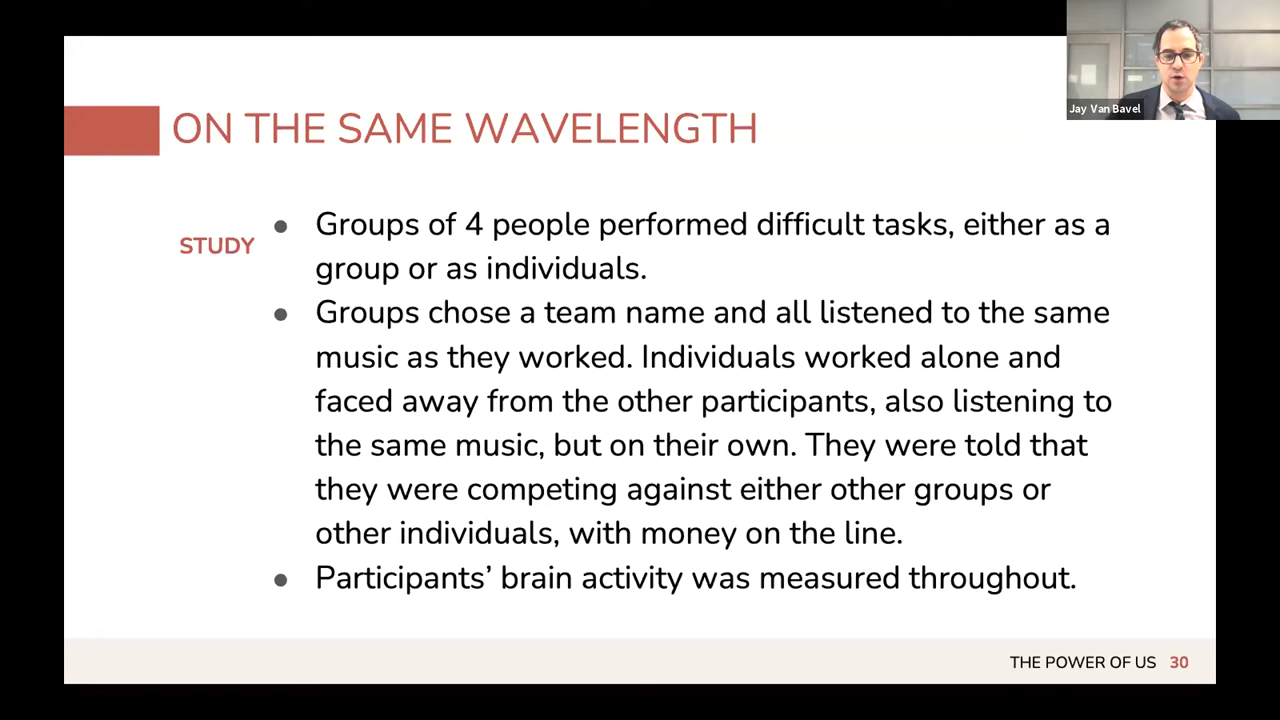 Jay Van Bavel
ON THE SAME WAVELENGTH
STUDY
● Groups of 4 people performed difficult tasks, either as a
group or as individuals.
● Groups chose a team name and all listened to the same
music as they worked. Individuals worked alone and
faced away from the other participants, also listening to
the same music, but on their own. They were told that
they were competing against either other groups or
other individuals, with money on the line.
● Participants’ brain activity was measured throughout.
THE POWER OF US 30